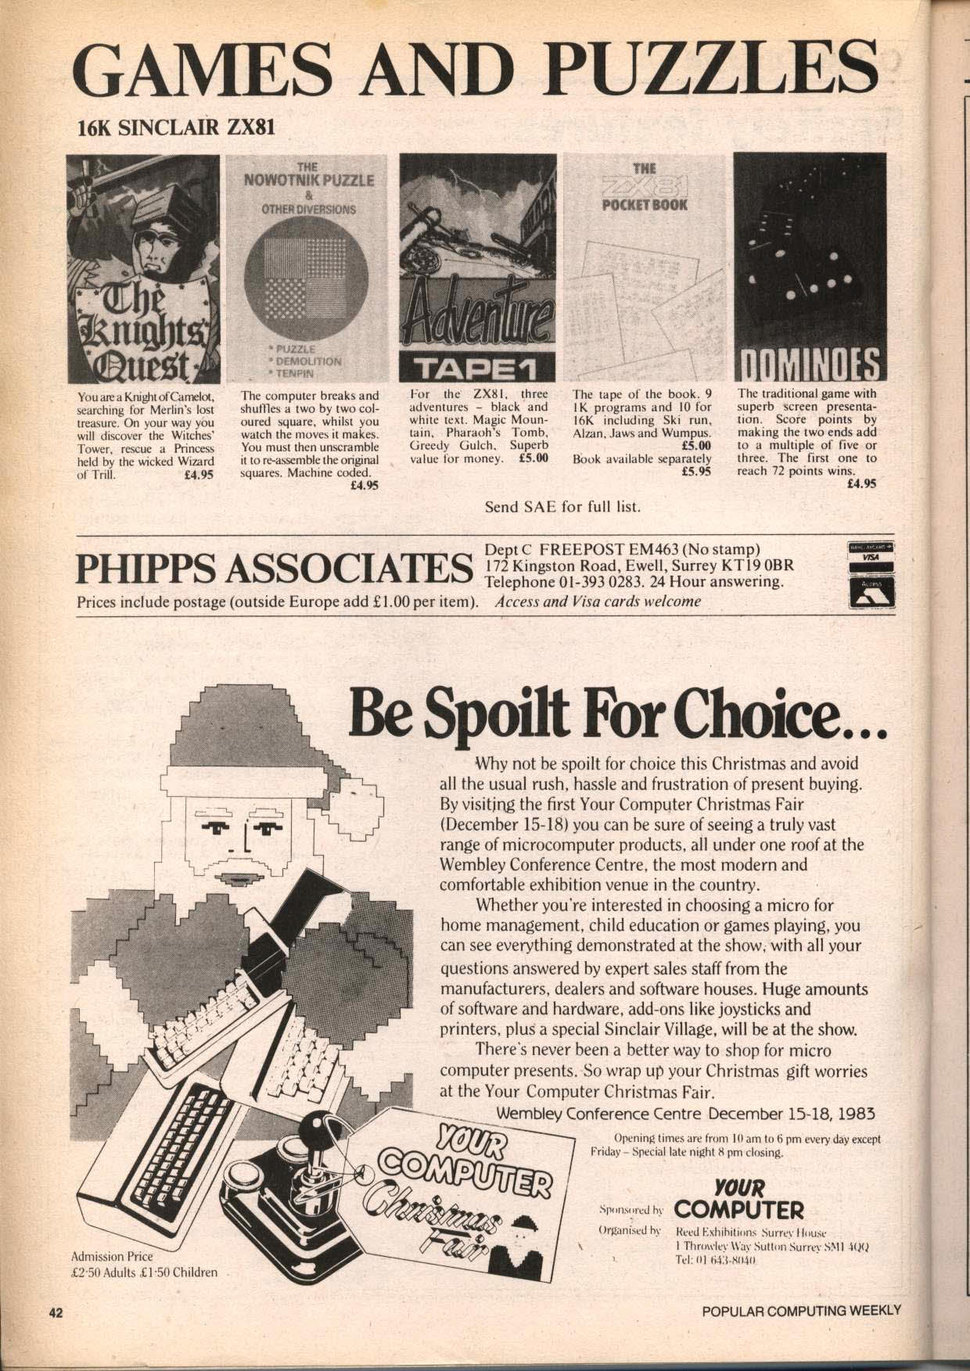 GAMES AND PUZZLES
16K SINCLAIR ZX81
The
Knights
Quest
THE
NOWOTNIK PUZZLE
&
OTHER DIVERSIONS
* PUZZLE
* DEMOLITION
* TENPIN
Adventure
TAPE 1
THE
ZX81
POCKET BOOK
DOMINOES
You are a Knight of Camelot,
searching for Merlin's lost
treasure. On your way you
will discover the Witches'
Tower, rescue a Princess
held by the wicked Wizard
of Trill. £4.95
The computer breaks and
shuffles a two by two col-
oured square, whilst you
watch the moves it makes.
You must then unscramble
it to re-assemble the original
squares. Machine coded.
£4.95
For the ZX81, three
adventures – black and
white text. Magic Moun-
tain, Pharaoh's Tomb,
Greedy Gulch. Superb
value for money. £5.00
The tape of the book. 9
1K programs and 10 for
16K including Ski run,
Alzan, Jaws and Wumpus.
£5.00
Book available separately
£5.95
The traditional game with
superb screen presenta-
tion. Score points by
making the two ends add
to a multiple of five or
three. The first one to
reach 72 points wins.
£4.95
Send SAE for full list.
PHIPPS ASSOCIATES
Dept C FREEPOST EM463 (No stamp)
172 Kingston Road, Ewell, Surrey KT19 0BR
Telephone 01-393 0283. 24 Hour answering.
Prices include postage (outside Europe add £1.00 per item). Access and Visa cards welcome
VISA
Access
Be Spoilt For Choice...
Why not be spoilt for choice this Christmas and avoid
all the usual rush, hassle and frustration of present buying.
By visiting the first Your Computer Christmas Fair
(December 15-18) you can be sure of seeing a truly vast
range of microcomputer products, all under one roof at the
Wembley Conference Centre, the most modern and
comfortable exhibition venue in the country.
Whether you're interested in choosing a micro for
home management, child education or games playing, you
can see everything demonstrated at the show, with all your
questions answered by expert sales staff from the
manufacturers, dealers and software houses. Huge amounts
of software and hardware, add-ons like joysticks and
printers, plus a special Sinclair Village, will be at the show.
There's never been a better way to shop for micro
computer presents. So wrap up your Christmas gift worries
at the Your Computer Christmas Fair.
Wembley Conference Centre December 15-18, 1983
Opening times are from 10 am to 6 pm every day except
Friday – Special late night 8 pm closing.
YOUR
COMPUTER
Christmas
Fair
Sponsored by YOUR
COMPUTER
Organised by Reed Exhibitions Surrey House
1 Throwley Way Sutton Surrey SM1 4QQ
Tel: 01 643-8040
Admission Price
£2·50 Adults £1·50 Children
42
POPULAR COMPUTING WEEKLY